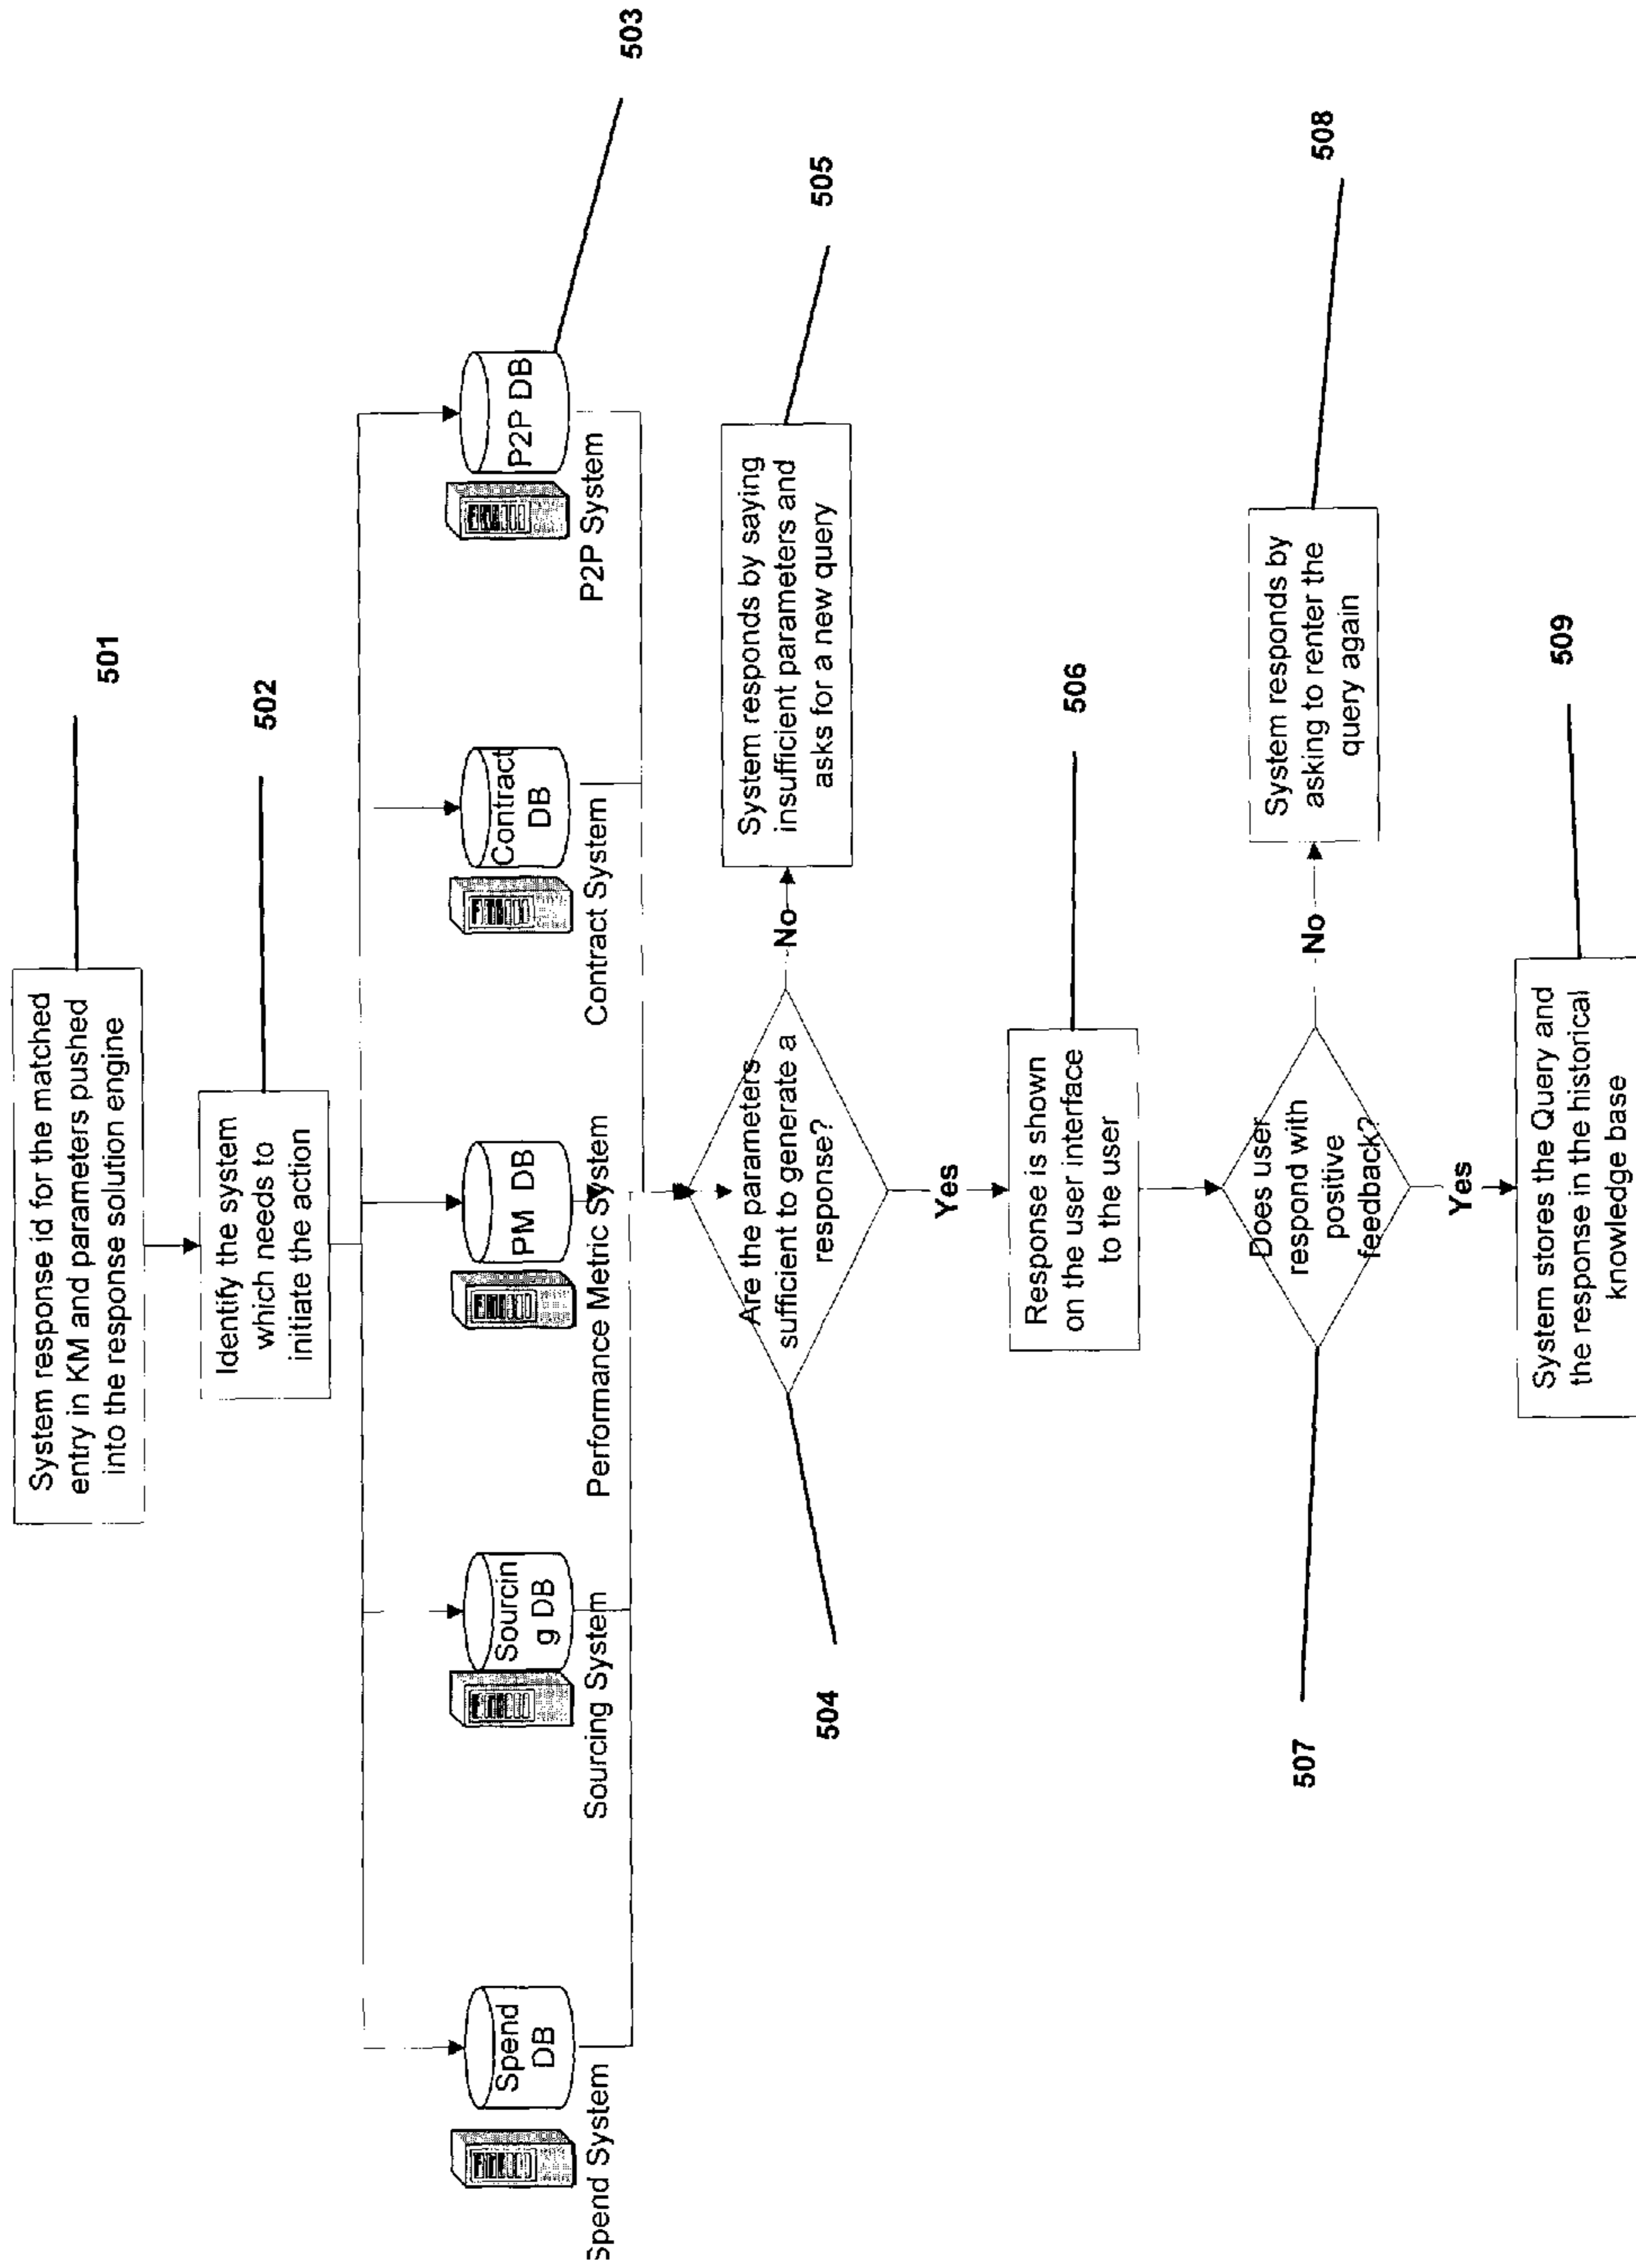 System response id for the matched
entry in KM and parameters pushed
into the response solution engine
501
Identify the system
which needs to
initiate the action
502
Spend
DB
Spend System
Sourcin
g DB
Sourcing System
PM DB
Performance Metric System
Contract
DB
Contract System
P2P DB
P2P System
503
Are the parameters
sufficient to generate a
response?
504
No
System responds by saying
insufficient parameters and
asks for a new query
505
Yes
Response is shown
on the user interface
to the user
506
Does user
respond with
positive
feedback?
507
No
System responds by
asking to renter the
query again
508
Yes
System stores the Query and
the response in the historical
knowledge base
509